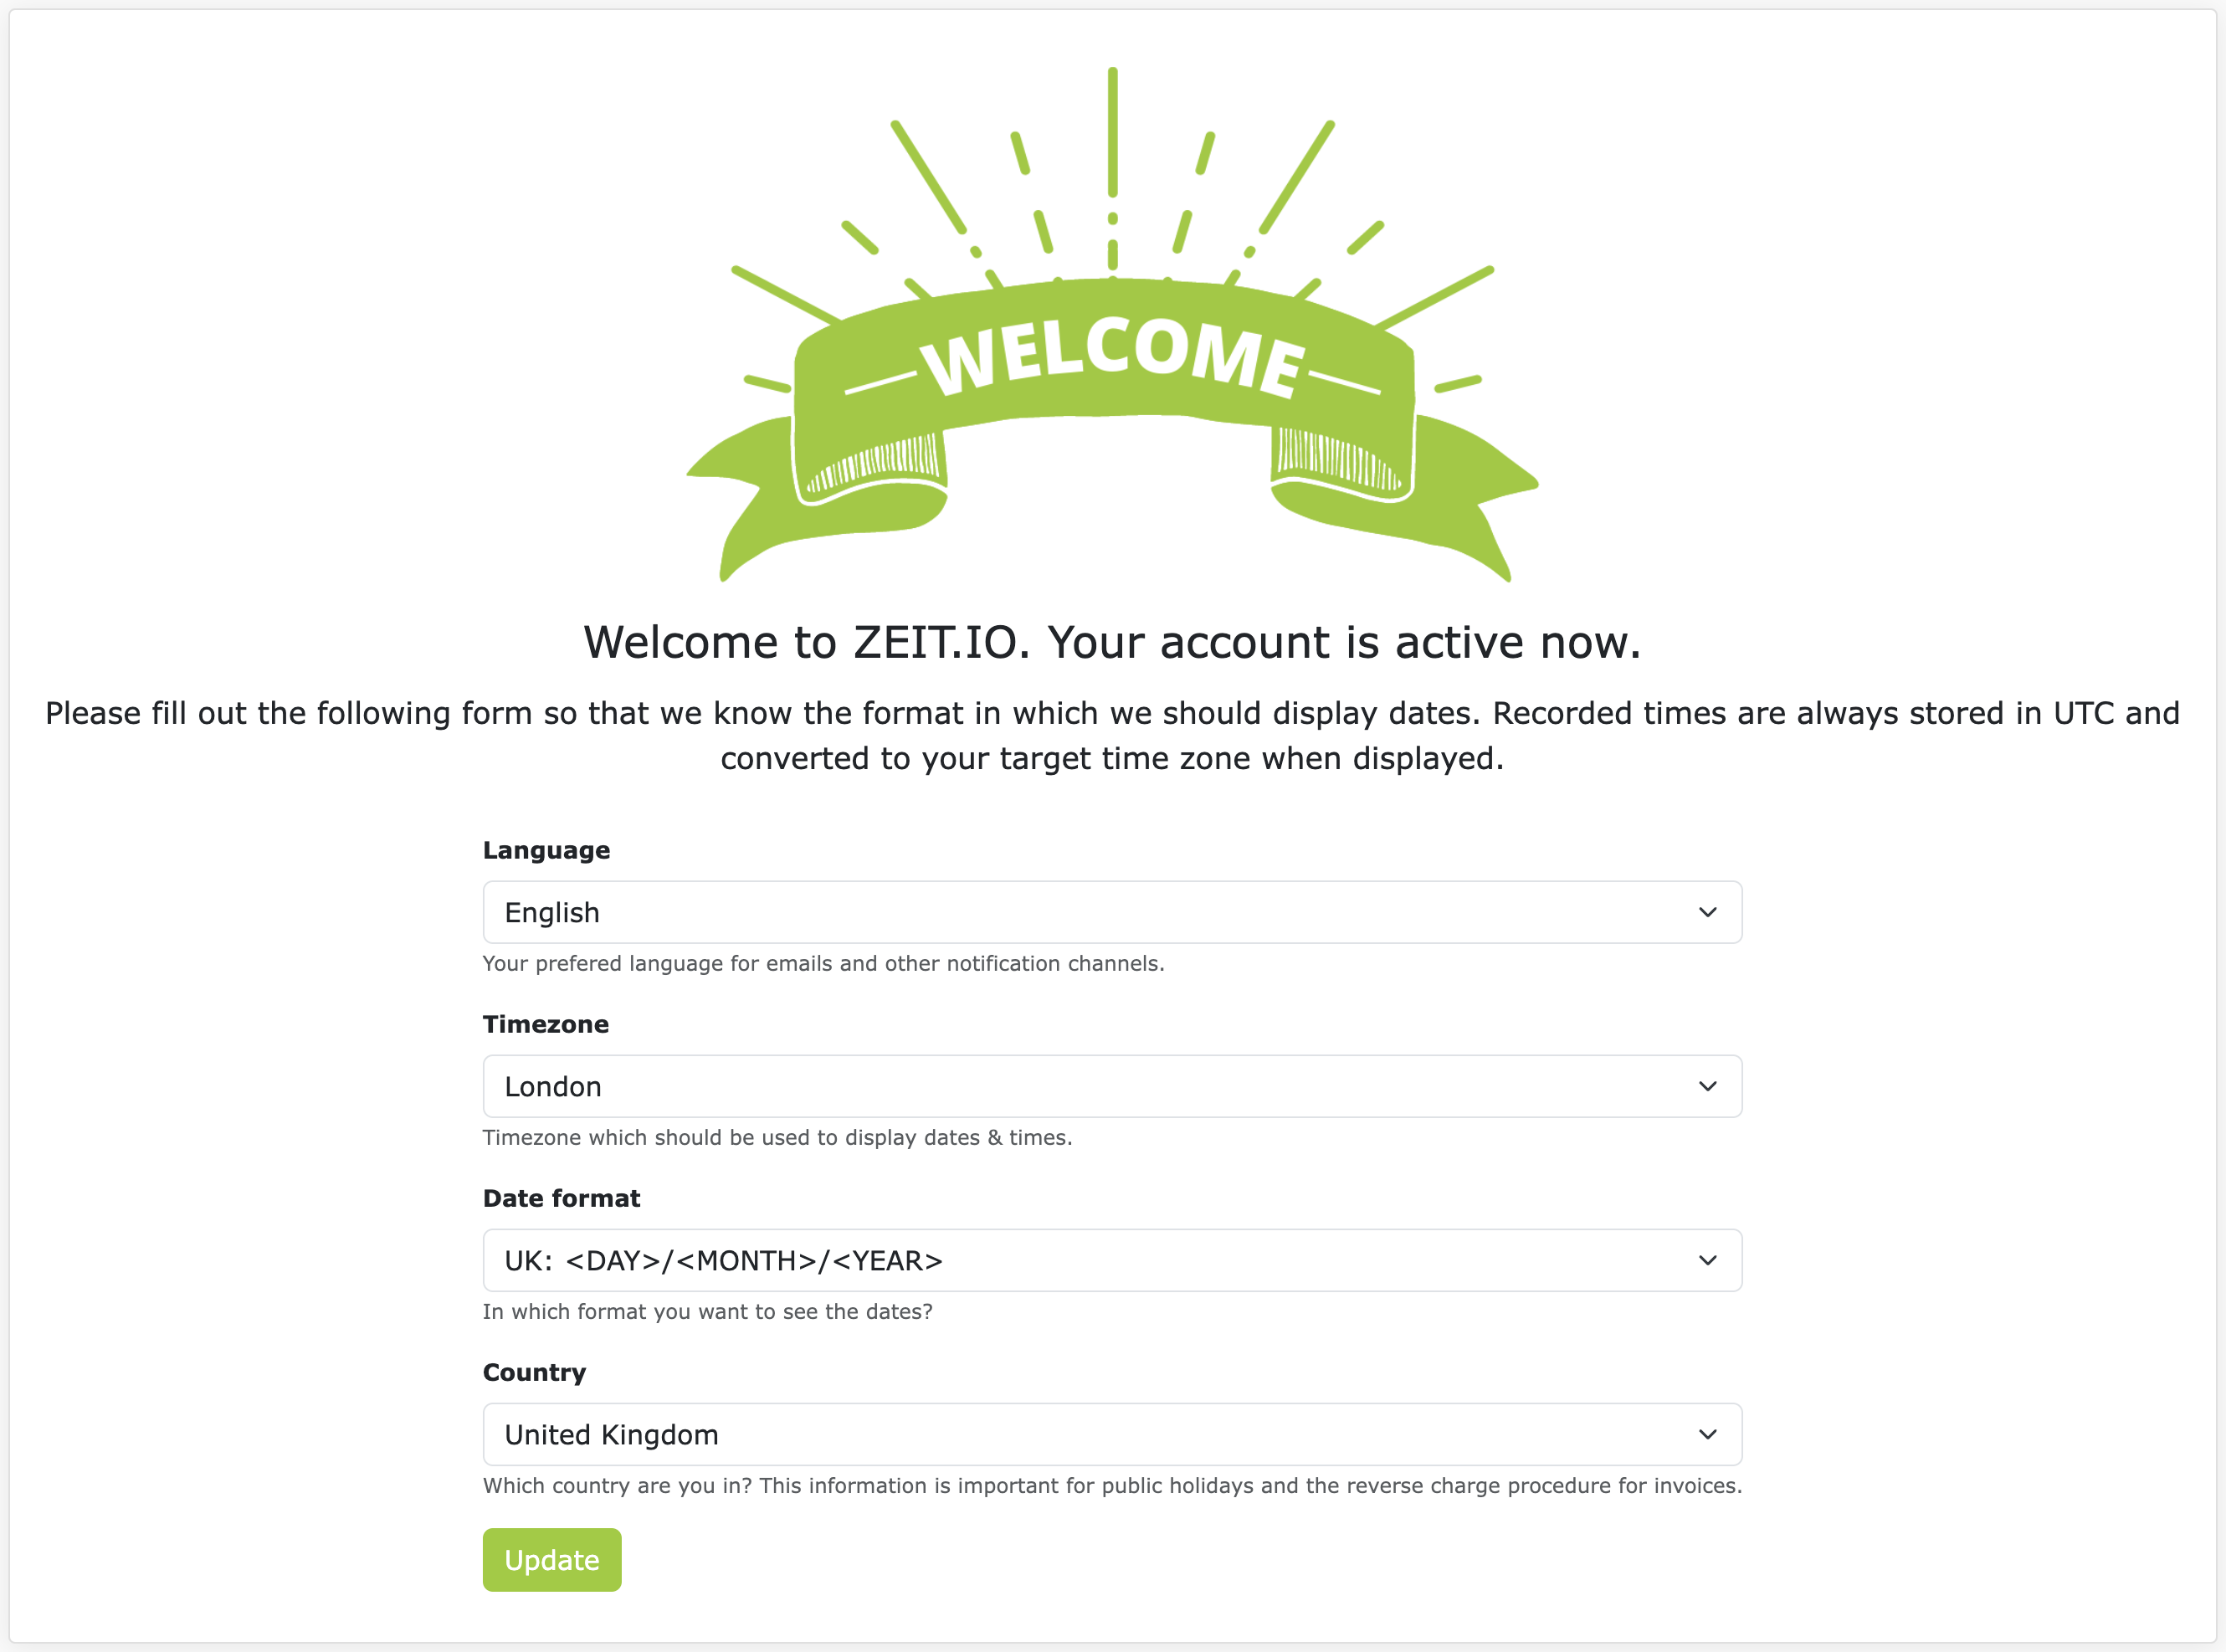 WELCOME
Welcome to ZEIT.IO. Your account is active now.
Please fill out the following form so that we know the format in which we should display dates. Recorded times are always stored in UTC and
converted to your target time zone when displayed.
Language
English
Your prefered language for emails and other notification channels.
Timezone
London
Timezone which should be used to display dates & times.
Date format
UK: <DAY>/<MONTH>/<YEAR>
In which format you want to see the dates?
Country
United Kingdom
Which country are you in? This information is important for public holidays and the reverse charge procedure for invoices.
Update